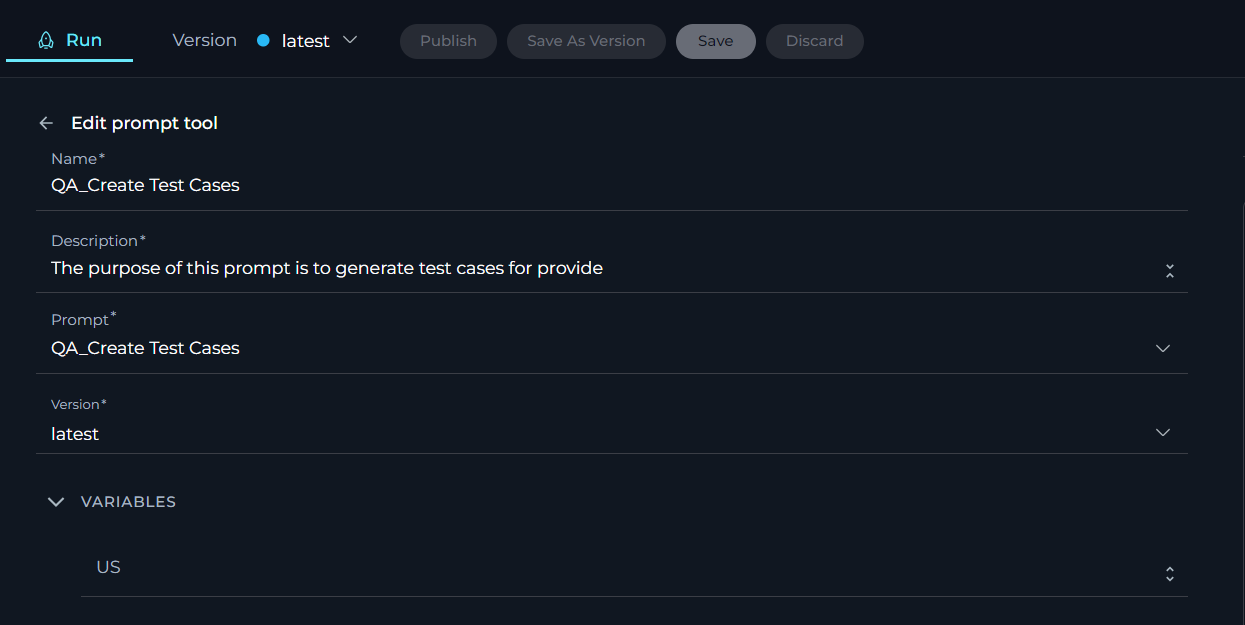 Run
Version latest
Publish
Save As Version
Save
Discard
Edit prompt tool
Name*
QA_Create Test Cases
Description*
The purpose of this prompt is to generate test cases for provide
Prompt*
QA_Create Test Cases
Version*
latest
VARIABLES
US